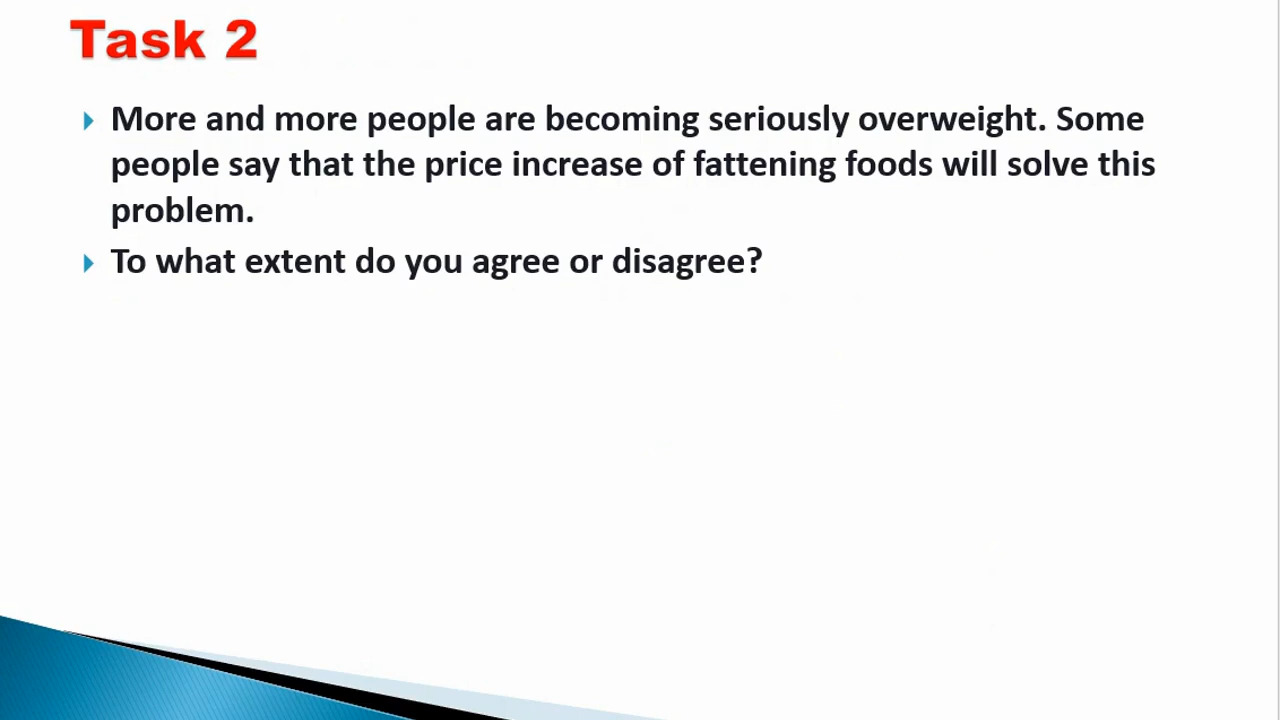 Task 2
More and more people are becoming seriously overweight. Some
people say that the price increase of fattening foods will solve this
problem.
To what extent do you agree or disagree?